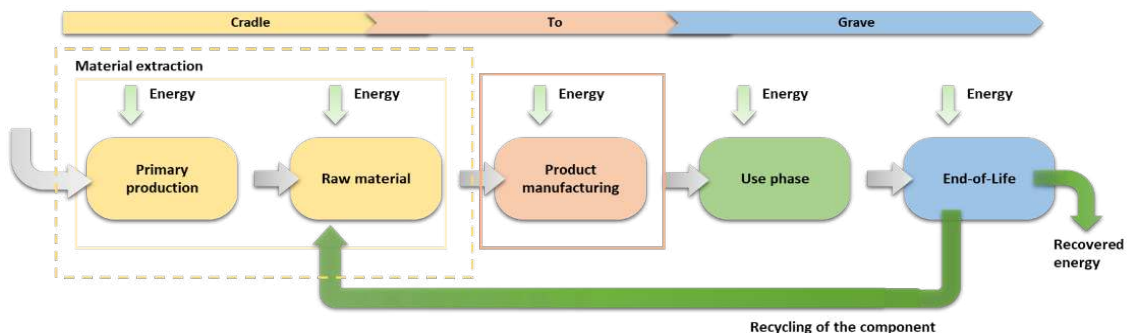 Cradle
To
Grave
Material extraction
Energy
Energy
Energy
Energy
Energy
Primary
production
Raw material
Product
manufacturing
Use phase
End-of-Life
Recovered
energy
Recycling of the component